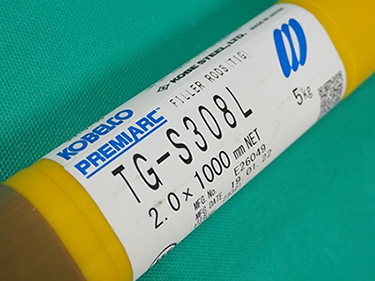 KOBE STEEL, LTD.
FILLER RODS (TIG)
KOBELCO
PREMIARC
TG-S308L
2.0 × 1000 mm NET
5kg
MFG. No. E26049
MFG. DATE 19.01.22